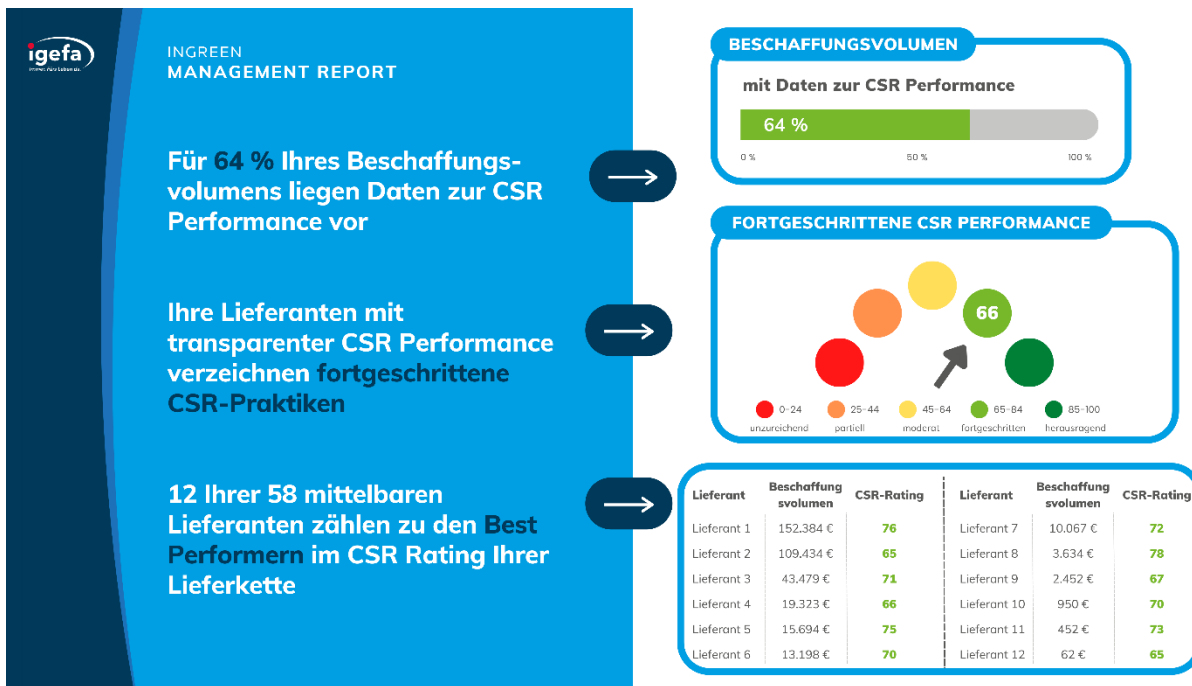 igefa
INGREEN
MANAGEMENT REPORT
Für 64 % Ihres Beschaffungs-
volumens liegen Daten zur CSR
Performance vor
Ihre Lieferanten mit
transparenter CSR Performance
verzeichnen fortgeschrittene
CSR-Praktiken
12 Ihrer 58 mittelbaren
Lieferanten zählen zu den Best
Performern im CSR Rating Ihrer
Lieferkette
BESCHAFFUNGSVOLUMEN
mit Daten zur CSR Performance
64 %
0 % 50 % 100 %
FORTGESCHRITTENE CSR PERFORMANCE
66
0-24 25-44 45-64 65-84 85-100
unzureichend partiell moderat fortgeschritten herausragend
Lieferant Beschaffung svolumen CSR-Rating Lieferant Beschaffung svolumen CSR-Rating
Lieferant 1 152.384 € 76 Lieferant 7 10.067 € 72
Lieferant 2 109.434 € 65 Lieferant 8 3.634 € 78
Lieferant 3 43.479 € 71 Lieferant 9 2.452 € 67
Lieferant 4 19.323 € 66 Lieferant 10 950 € 70
Lieferant 5 15.694 € 75 Lieferant 11 452 € 73
Lieferant 6 13.198 € 70 Lieferant 12 62 € 65